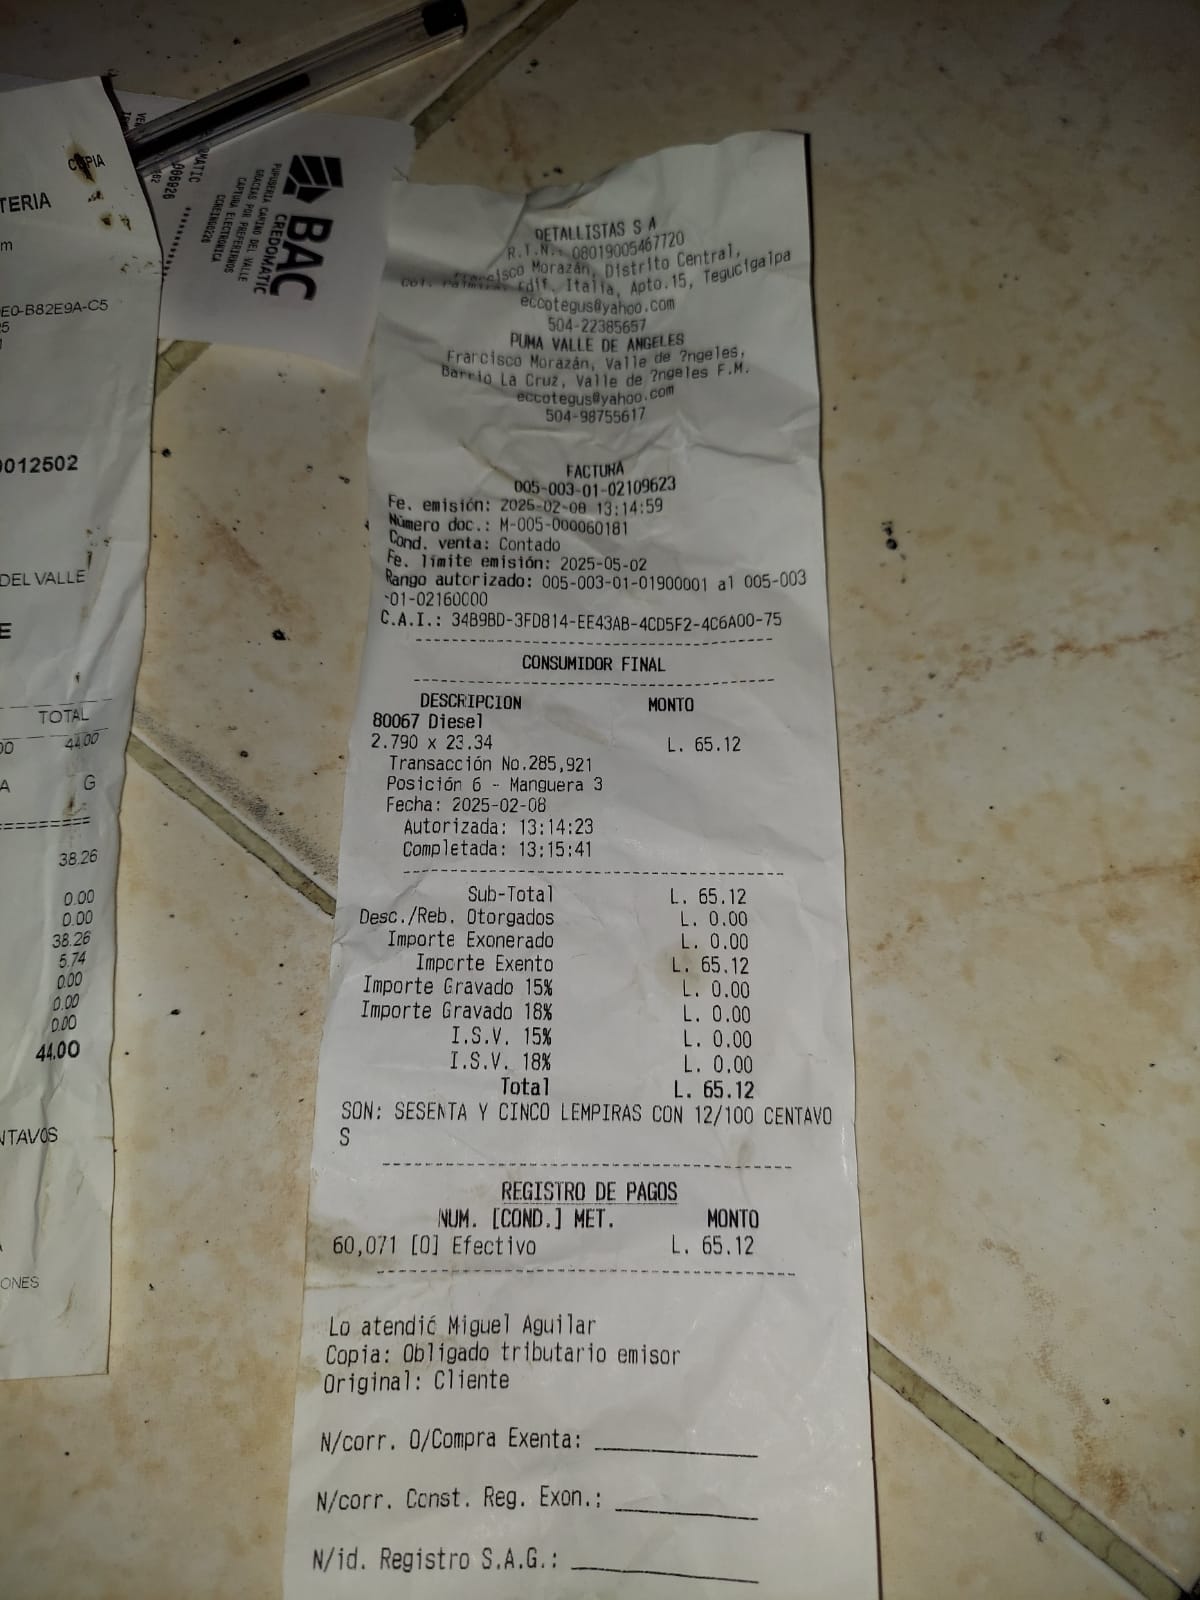 DETALLISTAS S A
R.T.N.: 08019005467720
Francisco Morazán, Distrito Central,
Col. Palmira, Edif. Italia, Apto.15, Tegucigalpa
eccotegus@yahoo.com
504-22385657
PUMA VALLE DE ANGELES
Francisco Morazán, Valle de ?ngeles,
Barrio La Cruz, Valle de ?ngeles F.M.
eccotegus@yahoo.com
504-98755617
FACTURA
005-003-01-02109623
Fe. emisión: 2025-02-08 13:14:59
Número doc.: M-005-000060181
Cond. venta: Contado
Fe. límite emisión: 2025-05-02
Rango autorizado: 005-003-01-01900001 al 005-003
-01-02160000
C.A.I.: 34B9BD-3FD814-EE43AB-4CD5F2-4C6A00-75
CONSUMIDOR FINAL
DESCRIPCION MONTO
80067 Diesel
2.790 x 23.34 L. 65.12
Transacción No.285,921
Posición 6 - Manguera 3
Fecha: 2025-02-08
Autorizada: 13:14:23
Completada: 13:15:41
Sub-Total L. 65.12
Desc./Reb. Otorgados L. 0.00
Importe Exonerado L. 0.00
Importe Exento L. 65.12
Importe Gravado 15% L. 0.00
Importe Gravado 18% L. 0.00
I.S.V. 15% L. 0.00
I.S.V. 18% L. 0.00
Total L. 65.12
SON: SESENTA Y CINCO LEMPIRAS CON 12/100 CENTAVO
S
REGISTRO DE PAGOS
NUM. [COND.] MET. MONTO
60,071 [0] Efectivo L. 65.12
Lo atendió Miguel Aguilar
Copia: Obligado tributario emisor
Original: Cliente
N/corr. O/Compra Exenta:
N/corr. Const. Reg. Exon.:
N/id. Registro S.A.G.:
BAC
CREDOMATIC
PUPUSERIA CAMINO DEL VALLE
GRACIAS POR PREFERIRNOS
CAPTURA ELECTRONICA
COPIA
TERIA
m
E0-B82E9A-C5
0012502
DEL VALLE
E
TOTAL
00 44.00
A G
38.26
0.00
0.00
38.26
5.74
0.00
0.00
0.00
44.00
NTAVOS
ONES